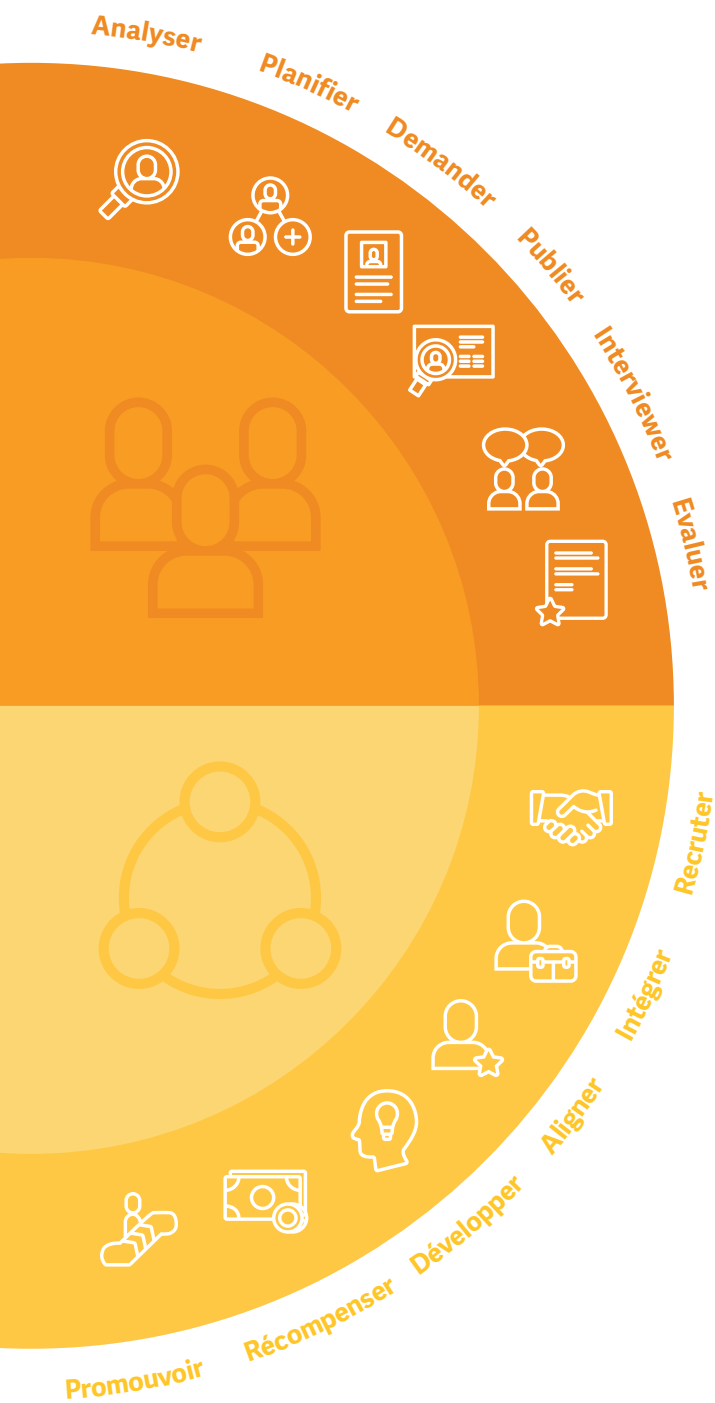 Analyser
Planifier
Demander
Publier
Interviewer
Evaluer
Recruter
Intégrer
Aligner
Développer
Récompenser
Promouvoir